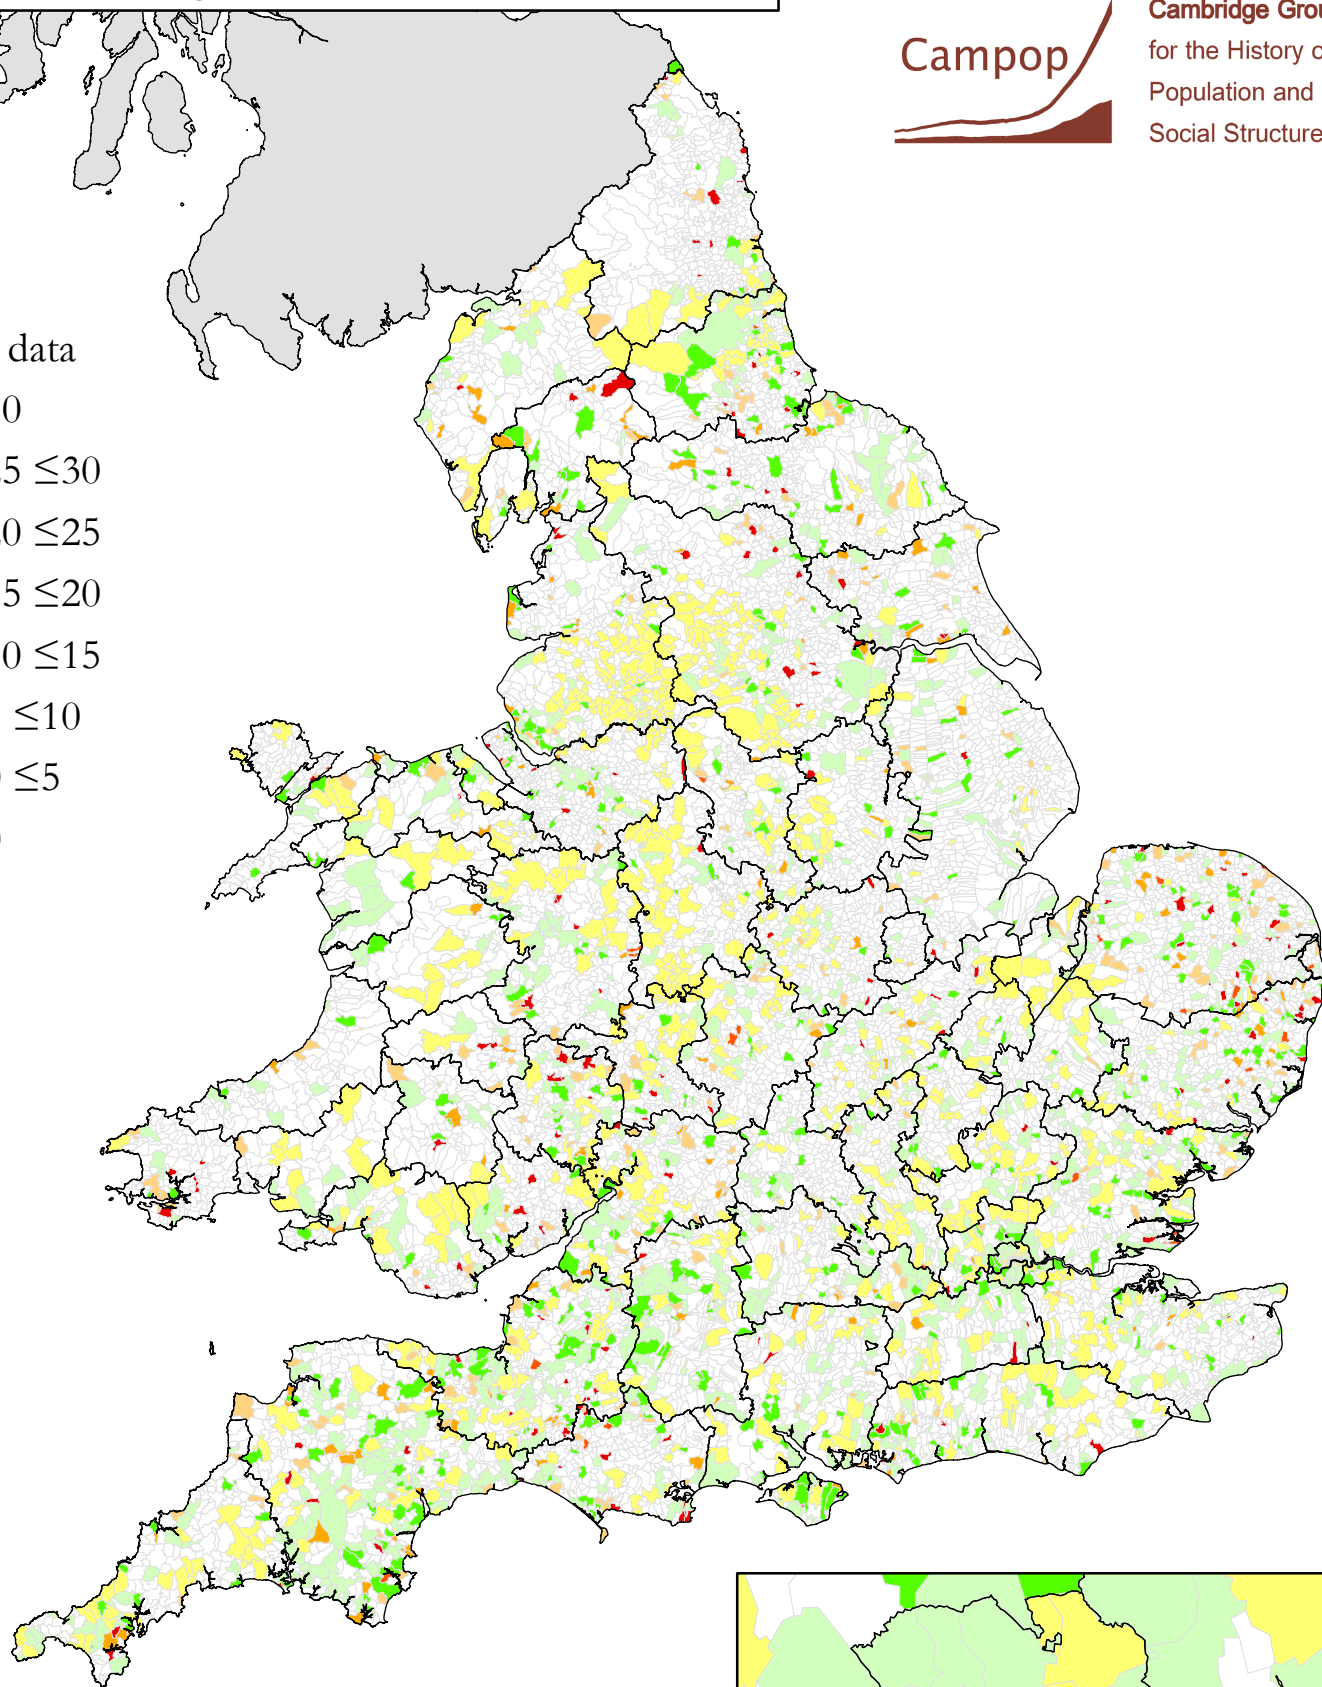 Campop
Cambridge Grou
for the History o
Population and
Social Structure
data
0
5 ≤30
0 ≤25
5 ≤20
0 ≤15
≤10
≤5